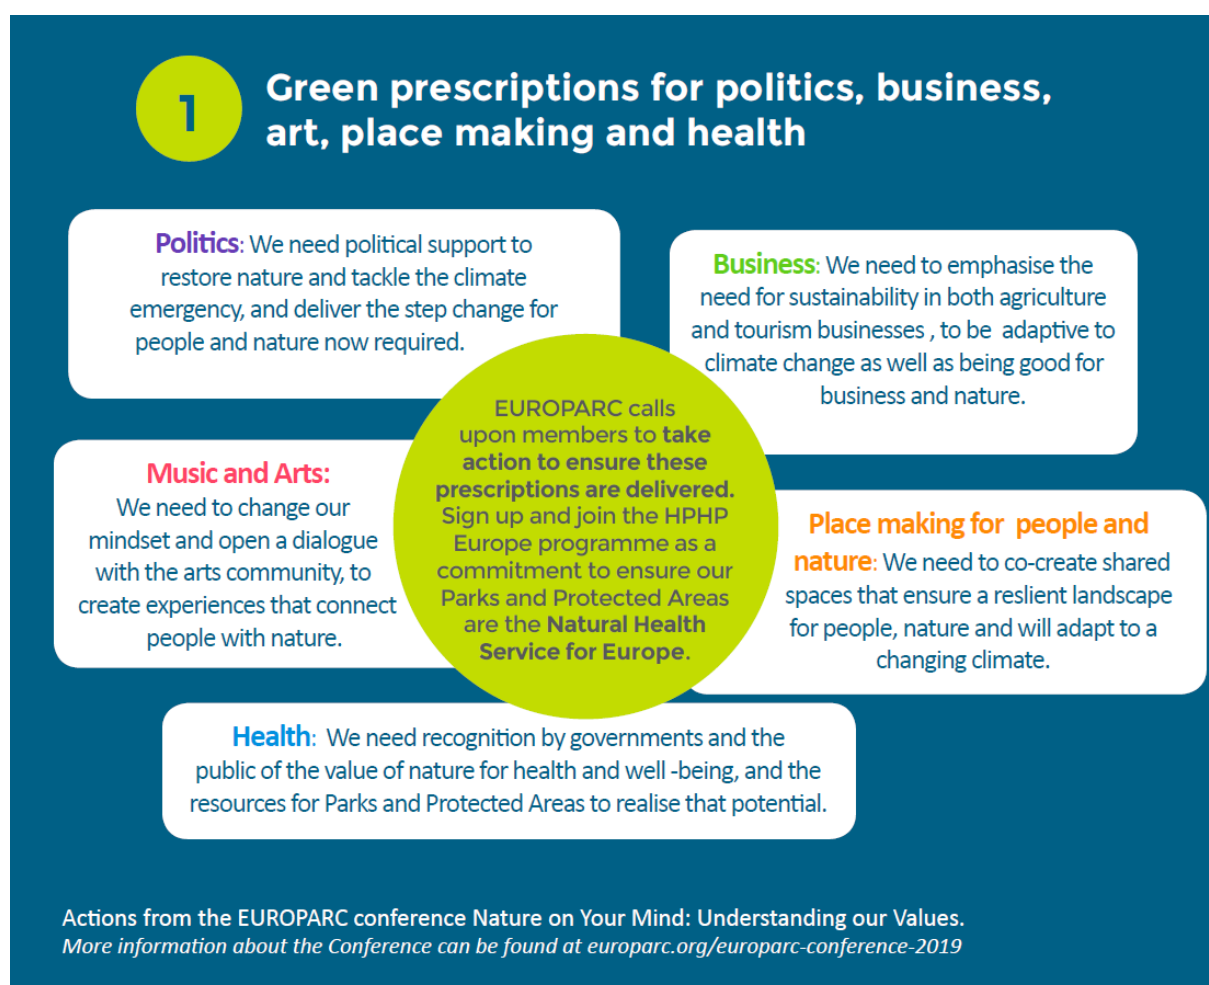 1
Green prescriptions for politics, business,
art, place making and health
Politics: We need political support to
restore nature and tackle the climate
emergency, and deliver the step change for
people and nature now required.
Business: We need to emphasise the
need for sustainability in both agriculture
and tourism businesses , to be adaptive to
climate change as well as being good for
business and nature.
EUROPARC calls
upon members to take
action to ensure these
prescriptions are delivered.
Sign up and join the HPHP
Europe programme as a
commitment to ensure our
Parks and Protected Areas
are the Natural Health
Service for Europe.
Music and Arts:
We need to change our
mindset and open a dialogue
with the arts community, to
create experiences that connect
people with nature.
Place making for people and
nature: We need to co-create shared
spaces that ensure a reslient landscape
for people, nature and will adapt to a
changing climate.
Health: We need recognition by governments and the
public of the value of nature for health and well -being, and the
resources for Parks and Protected Areas to realise that potential.
Actions from the EUROPARC conference Nature on Your Mind: Understanding our Values.
More information about the Conference can be found at europarc.org/europarc-conference-2019